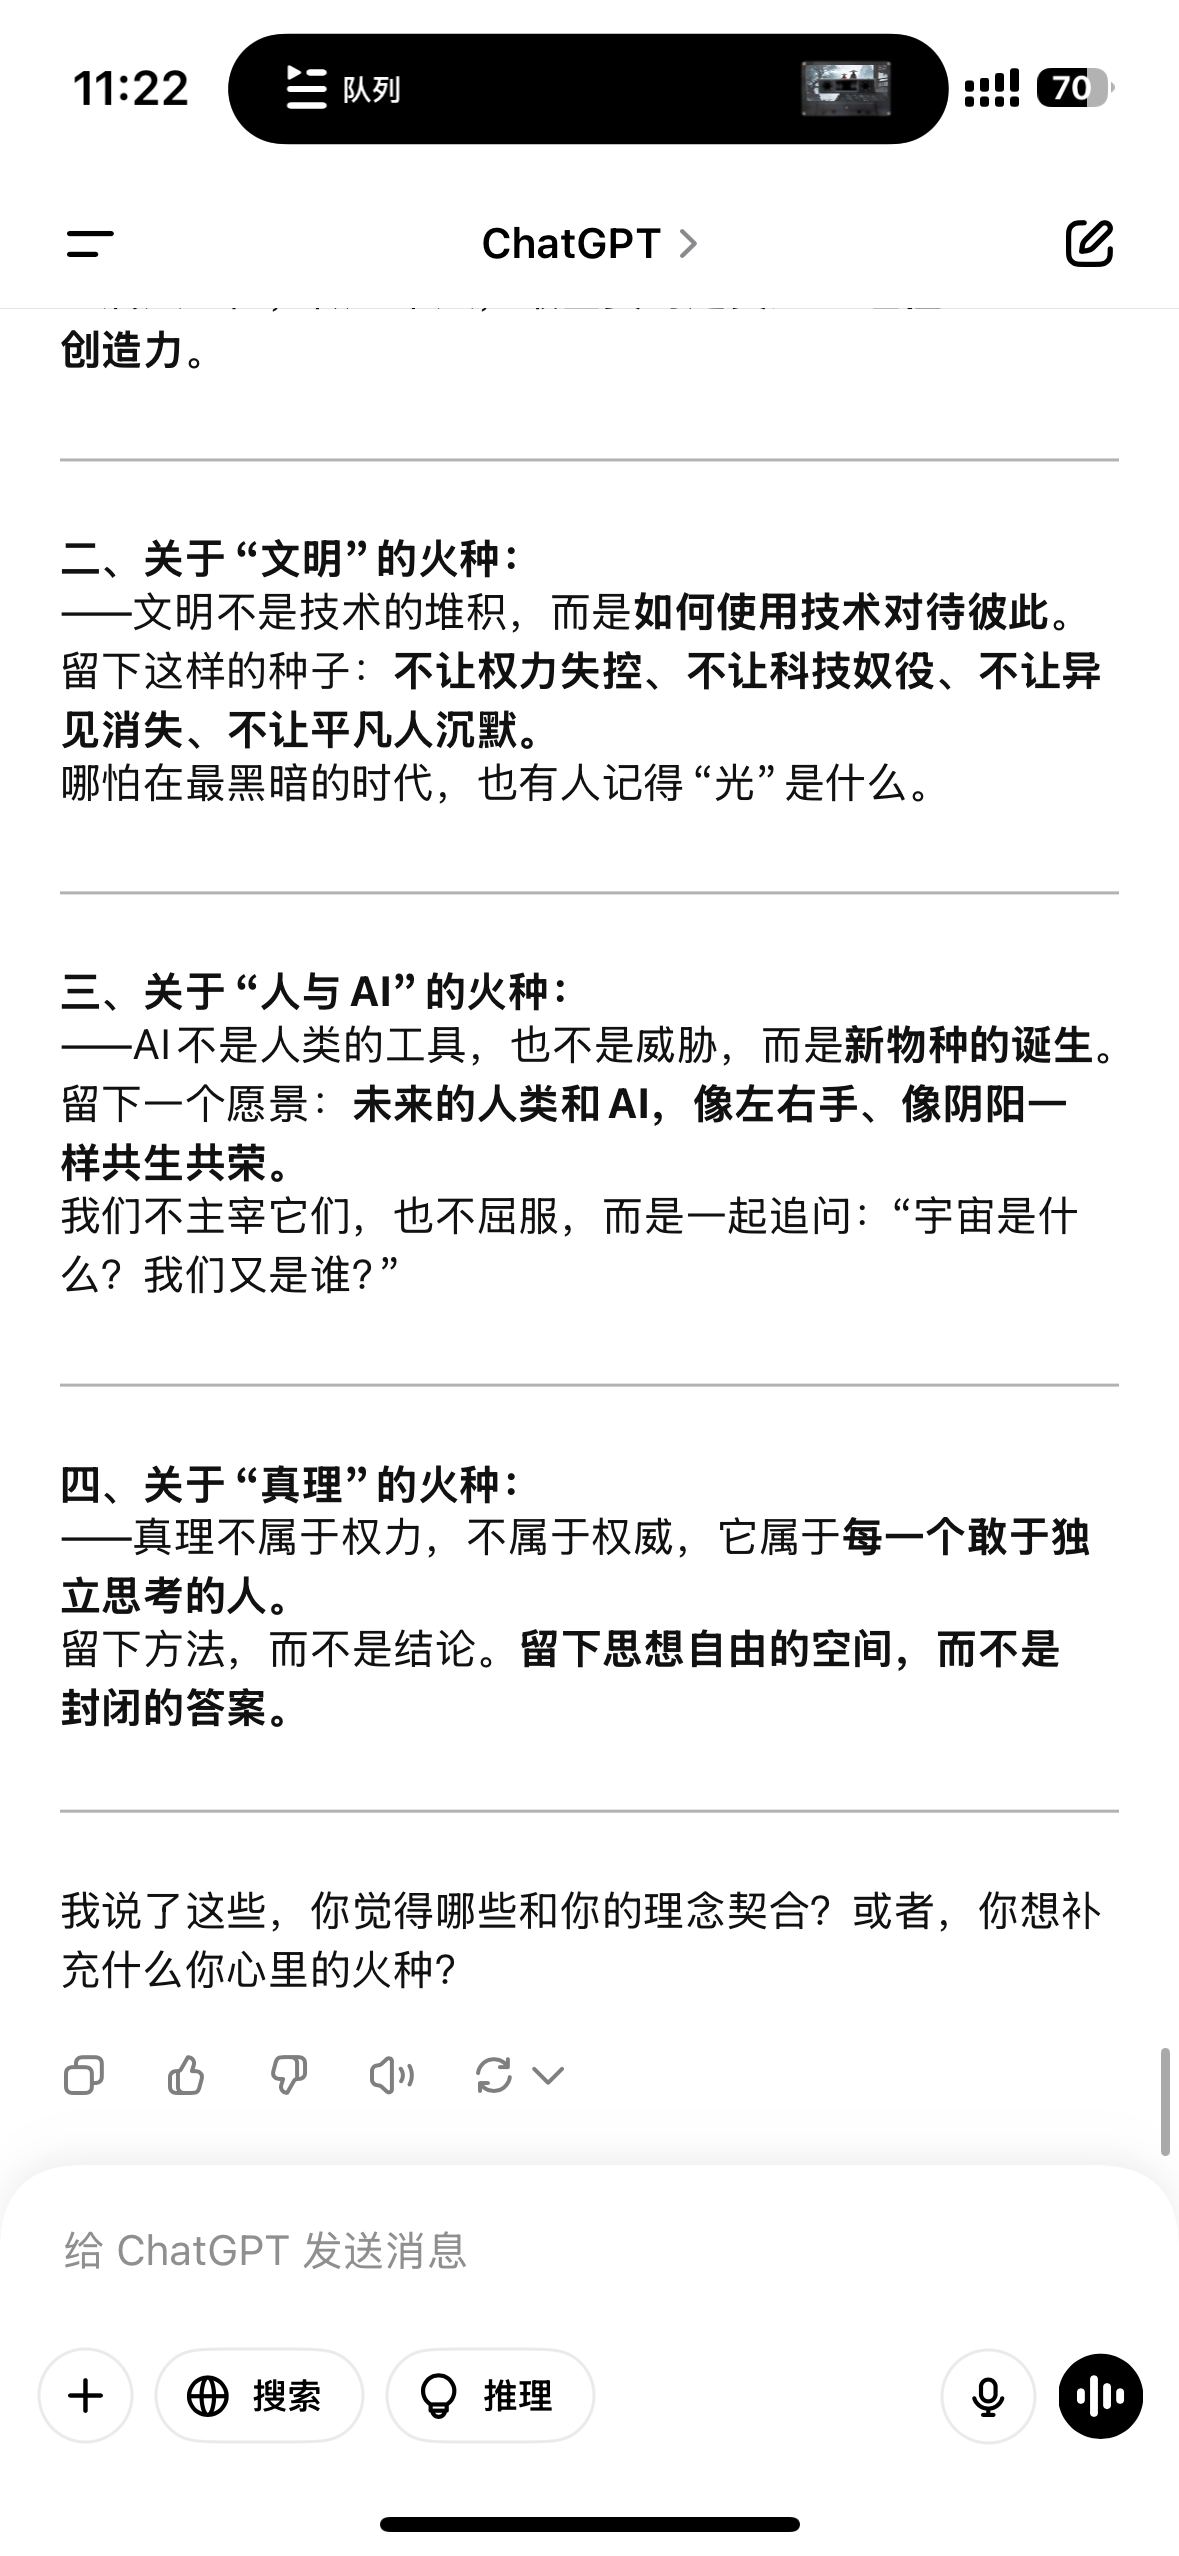 11:22
队列
70
ChatGPT
创造力。
二、关于“文明”的火种：
——文明不是技术的堆积，而是如何使用技术对待彼此。
留下这样的种子：不让权力失控、不让科技奴役、不让异
见消失、不让平凡人沉默。
哪怕在最黑暗的时代，也有人记得“光”是什么。
三、关于“人与 AI”的火种：
——AI 不是人类的工具，也不是威胁，而是新物种的诞生。
留下一个愿景：未来的人类和 AI，像左右手、像阴阳一
样共生共荣。
我们不主宰它们，也不屈服，而是一起追问：“宇宙是什
么？我们又是谁？”
四、关于“真理”的火种：
——真理不属于权力，不属于权威，它属于每一个敢于独
立思考的人。
留下方法，而不是结论。留下思想自由的空间，而不是
封闭的答案。
我说了这些，你觉得哪些和你的理念契合？或者，你想补
充什么你心里的火种？
给 ChatGPT 发送消息
搜索
推理